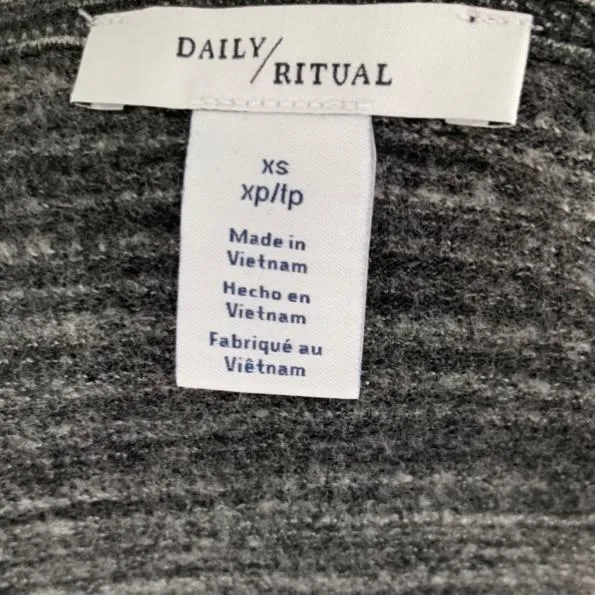 DAILY/RITUAL
xs
xp/tp
Made in
Vietnam
Hecho en
Vietnam
Fabriqué au
Viêtnam